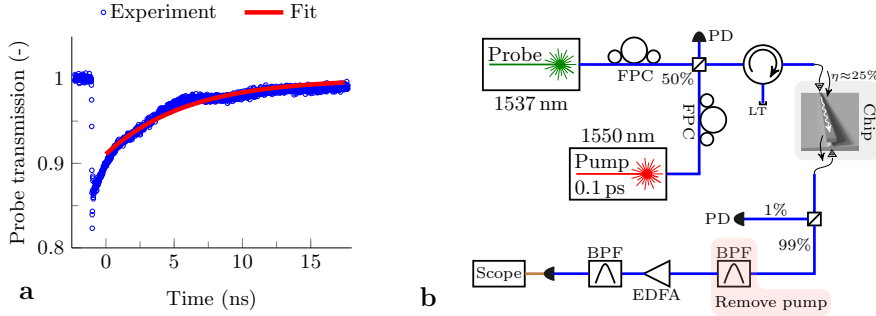 Experiment Fit
Probe transmission (-)
1
0.9
0.8
0 5 10 15
Time (ns)
a
Probe
1537 nm
FPC
PD
50%
FPC
LT
η≈25%
Chip
1550 nm
Pump
0.1 ps
PD
1%
99%
BPF
Remove pump
EDFA
BPF
Scope
b